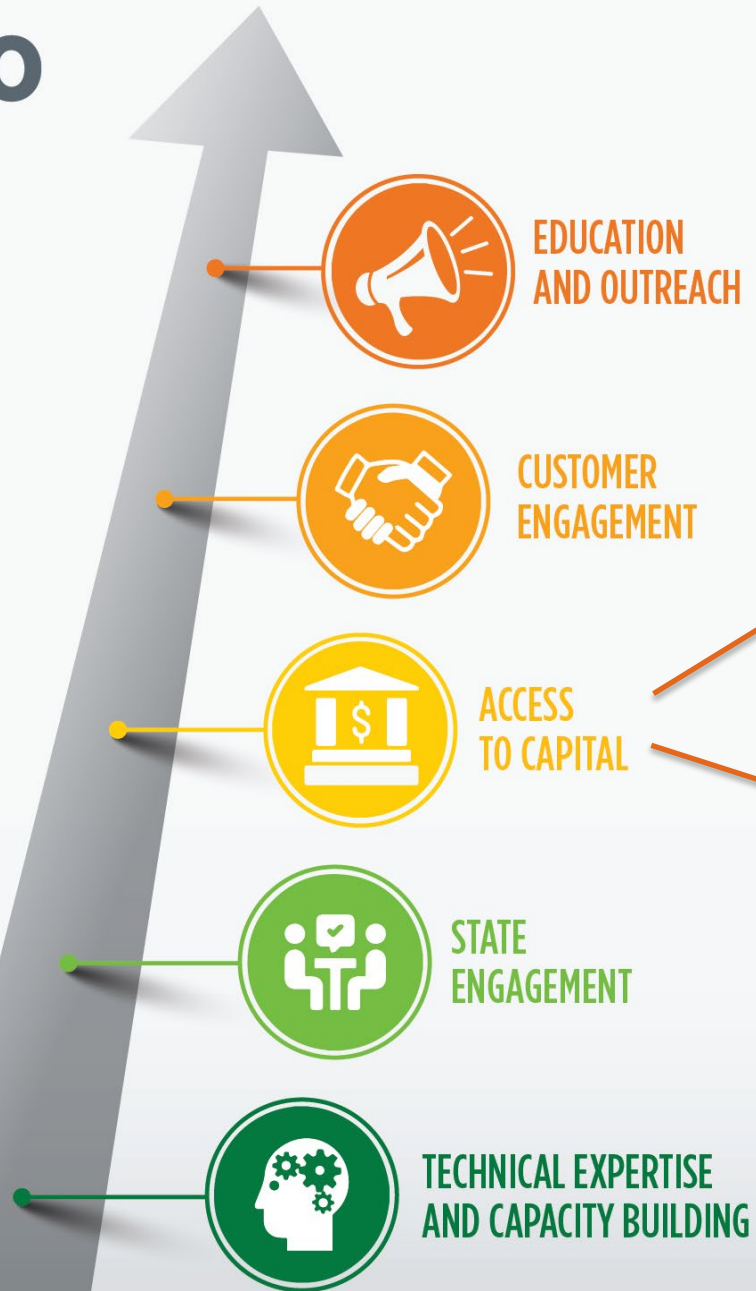 EDUCATION
AND OUTREACH
CUSTOMER
ENGAGEMENT
$
ACCESS
TO CAPITAL
STATE
ENGAGEMENT
TECHNICAL EXPERTISE
AND CAPACITY BUILDING